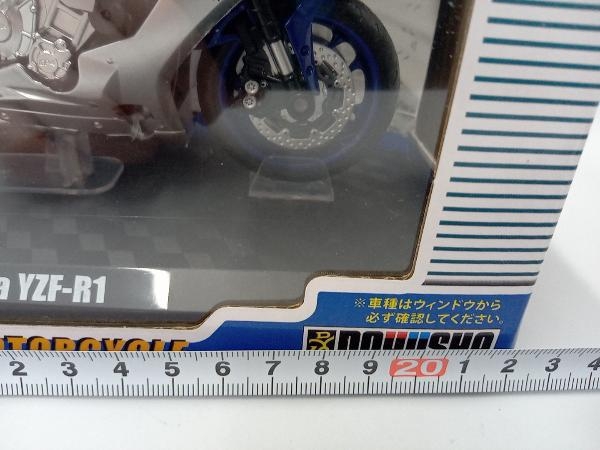 a YZF-R1
※車種はウィンドウから
必ず確認してください。
MOTORCYCLE
DOYUSHA
2 3 4 5 6 7 8 9 20 1 2 3 4